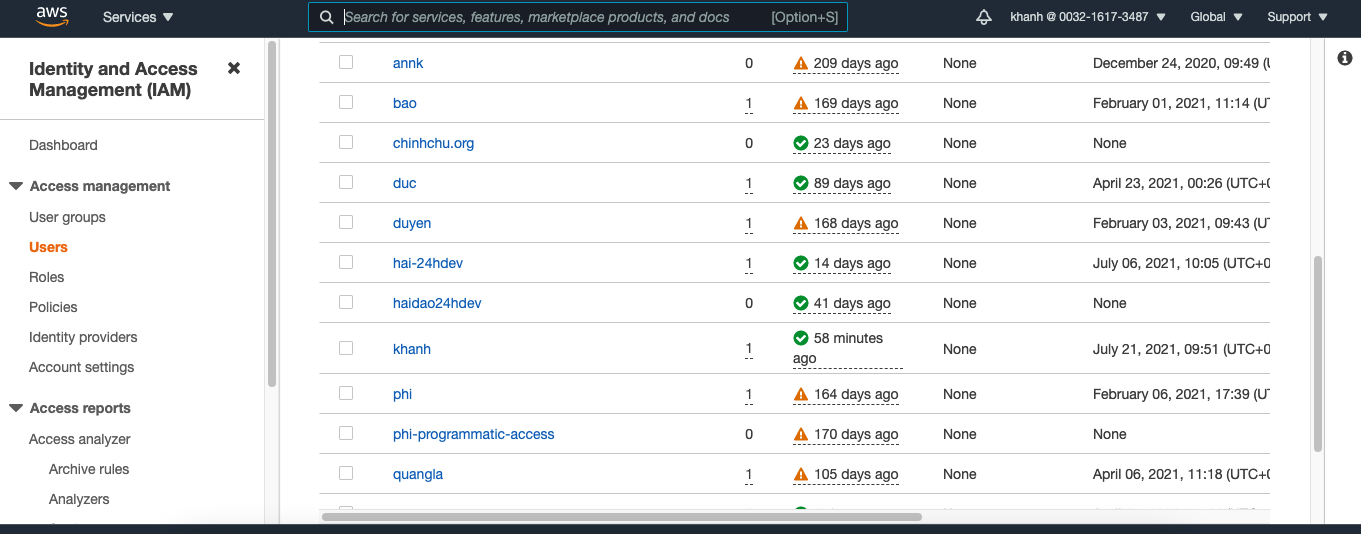 aws
Services
Search for services, features, marketplace products, and docs [Option+S]
khanh @ 0032-1617-3487
Global
Support
Identity and Access
Management (IAM)
Dashboard
Access management
User groups
Users
Roles
Policies
Identity providers
Account settings
Access reports
Access analyzer
Archive rules
Analyzers
annk 0 209 days ago None December 24, 2020, 09:49 (U
bao 1 169 days ago None February 01, 2021, 11:14 (UT
chinhchu.org 0 23 days ago None None
duc 1 89 days ago None April 23, 2021, 00:26 (UTC+0
duyen 1 168 days ago None February 03, 2021, 09:43 (UT
hai-24hdev 1 14 days ago None July 06, 2021, 10:05 (UTC+0
haidao24hdev 0 41 days ago None None
khanh 1 58 minutes ago None July 21, 2021, 09:51 (UTC+0
phi 1 164 days ago None February 06, 2021, 17:39 (UT
phi-programmatic-access 0 170 days ago None None
quangla 1 105 days ago None April 06, 2021, 11:18 (UTC+0